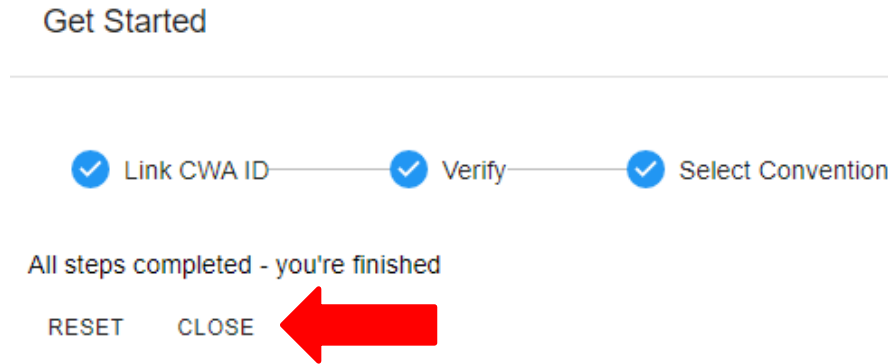 Get Started
Link CWA ID Verify Select Convention
All steps completed - you're finished
RESET CLOSE